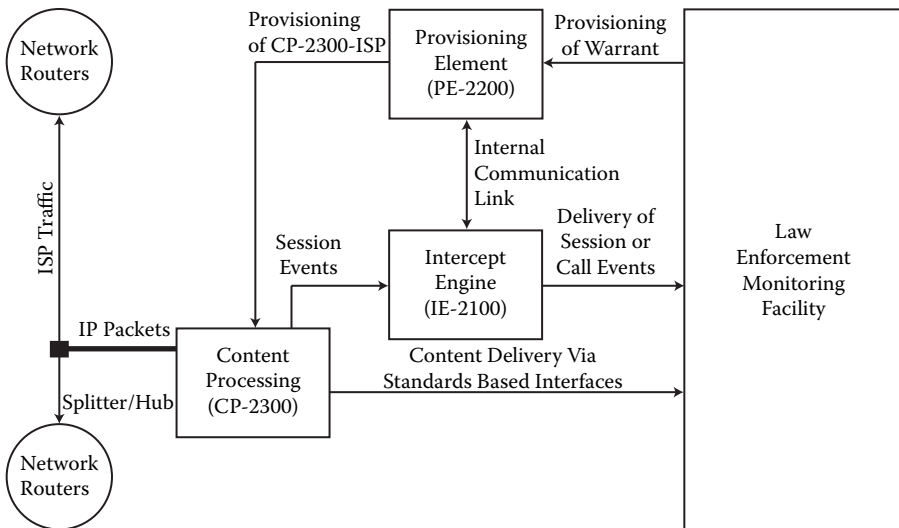 Network
Routers
Provisioning
of CP-2300-ISP
Provisioning
Element
(PE-2200)
Provisioning
of Warrant
Internal
Communication
Link
ISP Traffic
Session
Events
Intercept
Engine
(IE-2100)
Delivery of
Session or
Call Events
Law
Enforcement
Monitoring
Facility
IP Packets
Content
Processing
(CP-2300)
Content Delivery Via
Standards Based Interfaces
Splitter/Hub
Network
Routers